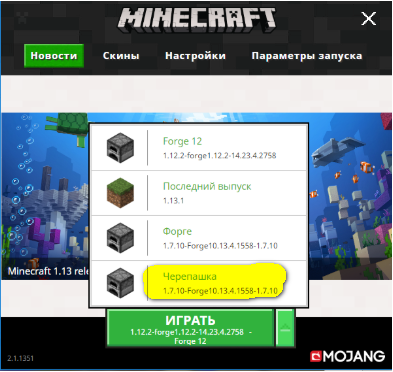 MINECRAFT
Новости Скины Настройки Параметры запуска
Forge 12
1.12.2-forge1.12.2-14.23.4.2758
Последний выпуск
1.13.1
Форге
1.7.10-Forge10.13.4.1558-1.7.10
Черепашка
1.7.10-Forge10.13.4.1558-1.7.10
Minecraft 1.13 rele
ИГРАТЬ
1.12.2-forge1.12.2-14.23.4.2758 -
Forge 12
2.1.1351
MOJANG